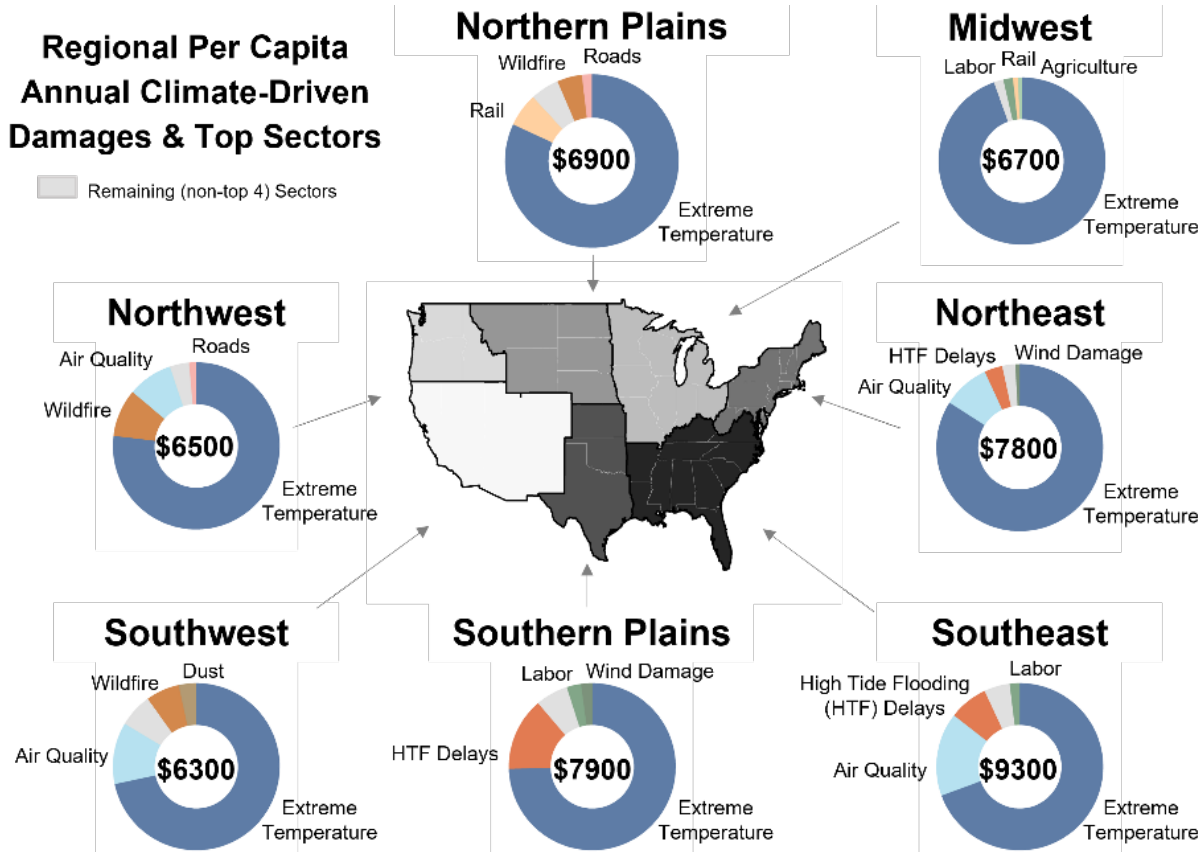 Regional Per Capita
Annual Climate-Driven
Damages & Top Sectors
Remaining (non-top 4) Sectors
Northern Plains
Wildfire
Roads
Rail
$6900
Extreme
Temperature
Midwest
Labor
Rail
Agriculture
$6700
Extreme
Temperature
Northwest
Air Quality
Roads
Wildfire
$6500
Extreme
Temperature
Northeast
HTF Delays
Wind Damage
Air Quality
$7800
Extreme
Temperature
Southwest
Wildfire
Dust
Air Quality
$6300
Extreme
Temperature
Southern Plains
Labor
Wind Damage
HTF Delays
$7900
Extreme
Temperature
Southeast
Labor
High Tide Flooding
(HTF) Delays
Air Quality
$9300
Extreme
Temperature